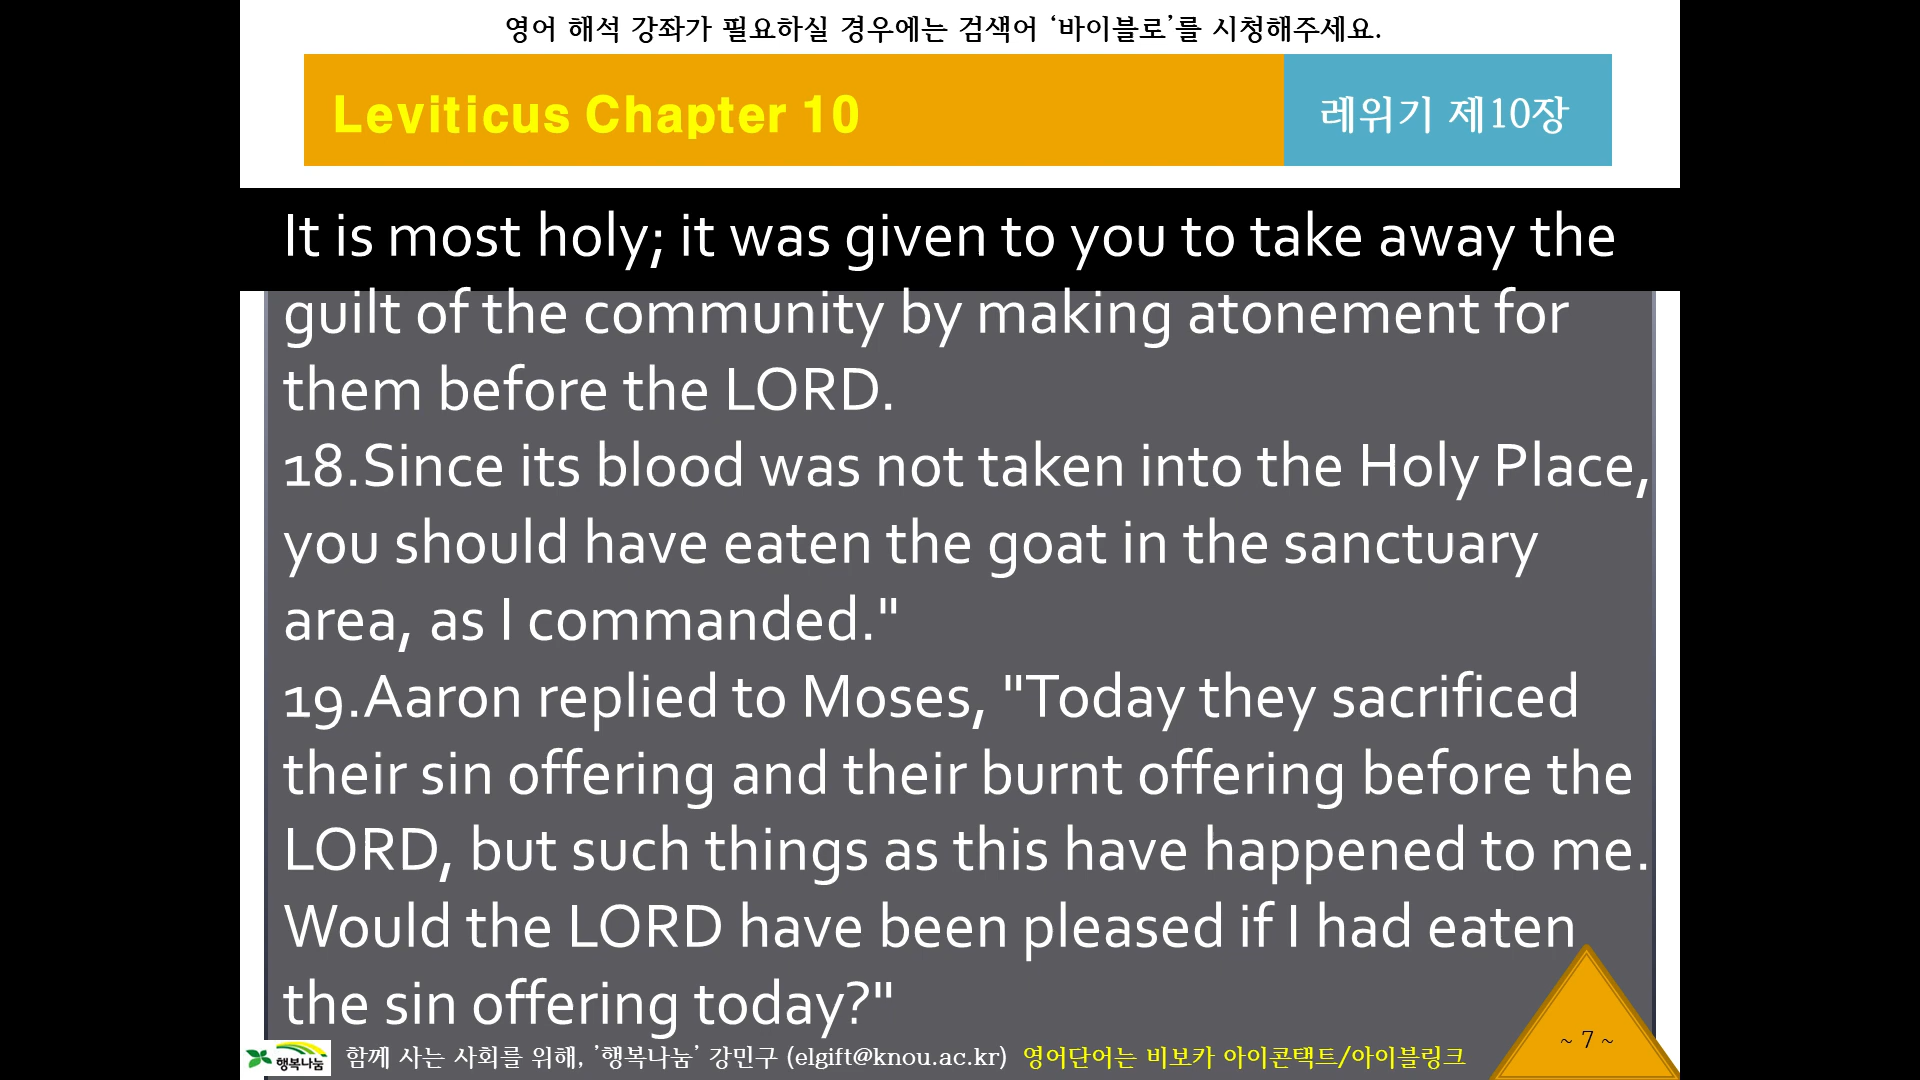 영어 해석 강좌가 필요하실 경우에는 검색어 ‘바이블로’를 시청해주세요.
Leviticus Chapter 10
레위기 제10장
It is most holy; it was given to you to take away the
guilt of the community by making atonement for
them before the LORD.
18.Since its blood was not taken into the Holy Place,
you should have eaten the goat in the sanctuary
area, as I commanded."
19.Aaron replied to Moses, "Today they sacrificed
their sin offering and their burnt offering before the
LORD, but such things as this have happened to me.
Would the LORD have been pleased if I had eaten
the sin offering today?"
~ 7 ~
행복나눔
함께 사는 사회를 위해, ’행복나눔’ 강민구 (elgift@knou.ac.kr) 영어단어는 비보카 아이콘택트/아이블링크